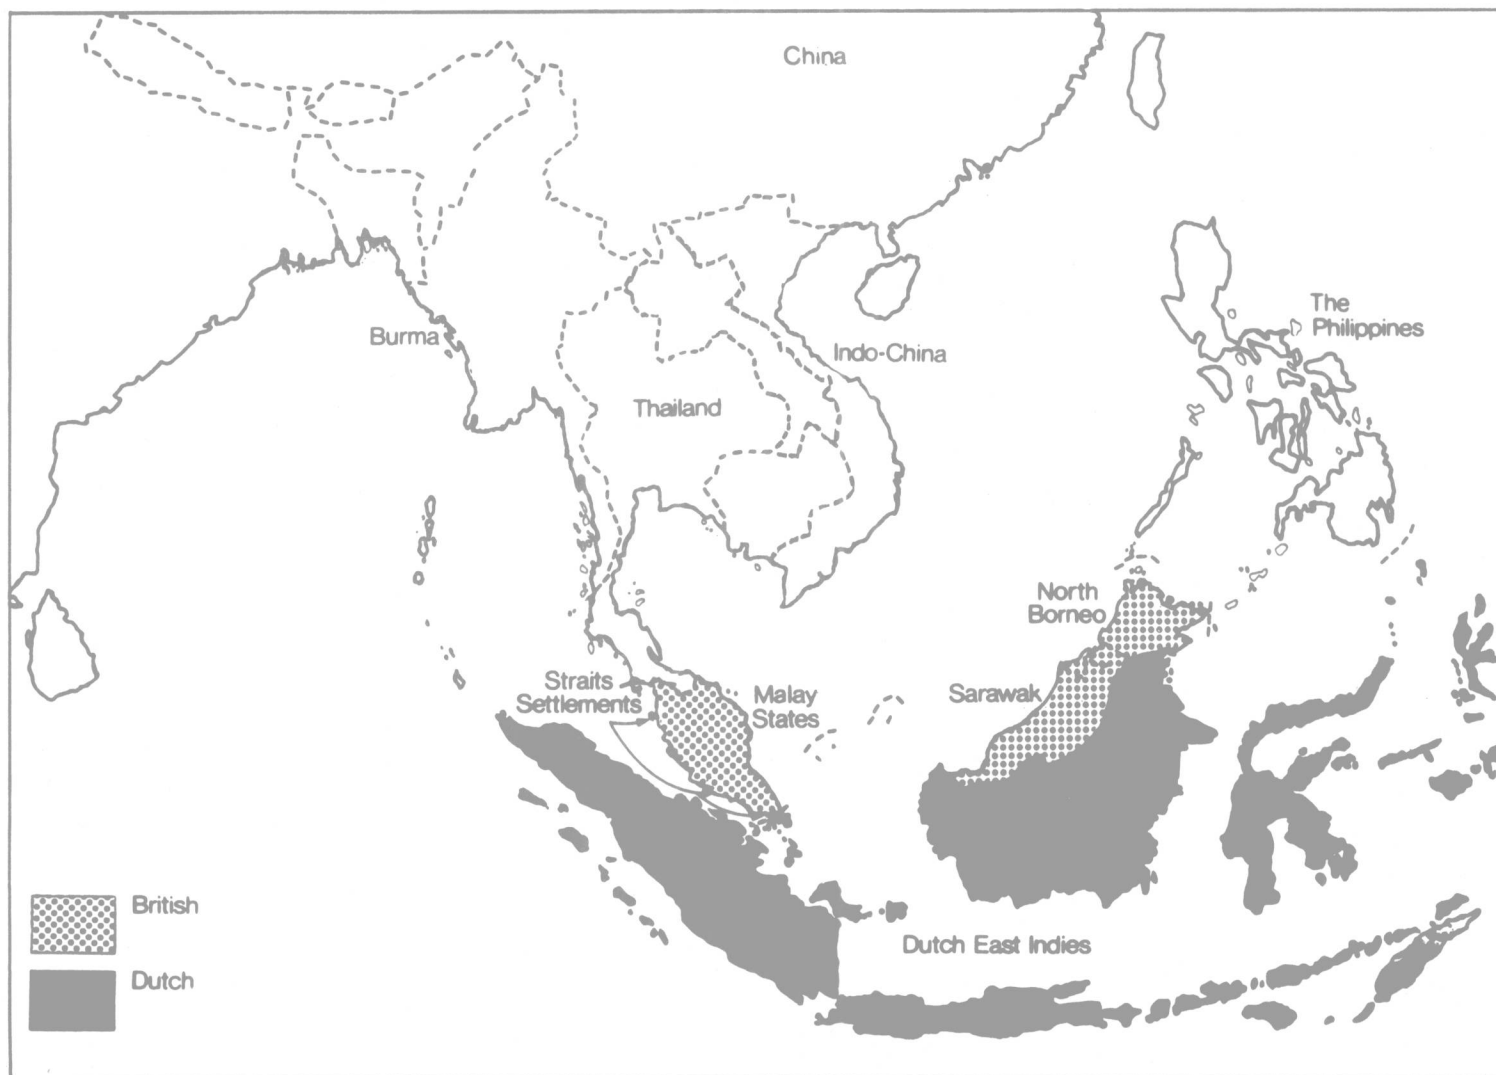 China
The
Philippines
Burma
Indo-China
Thailand
North
Borneo
Straits
Settlements
Malay
States
Sarawak
British
Dutch East Indies
Dutch